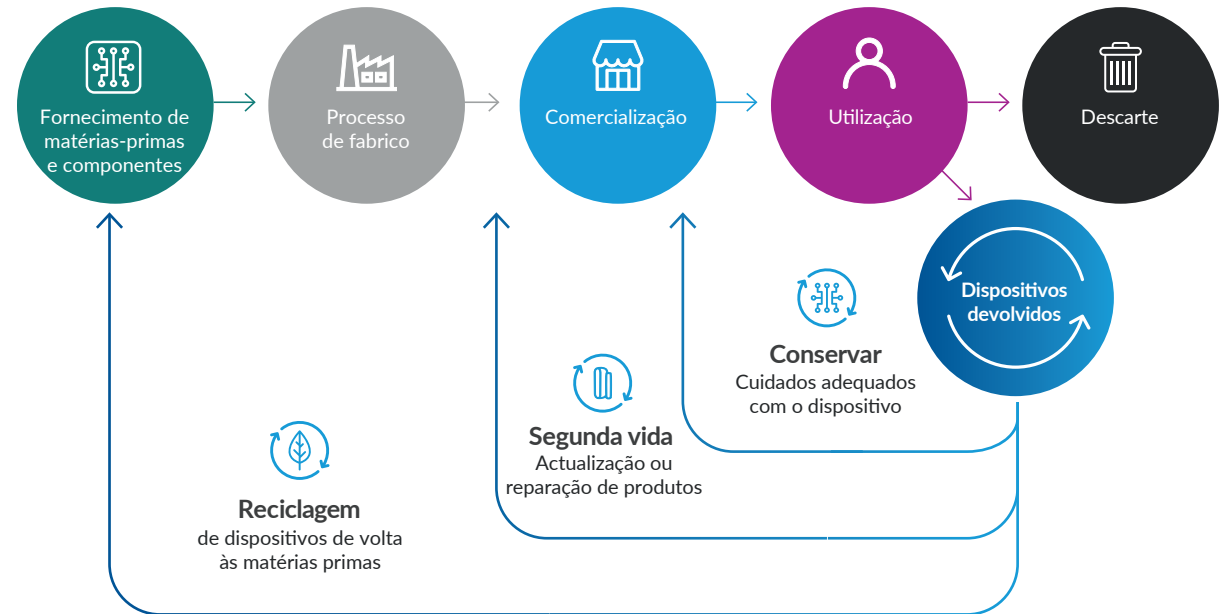 Fornecimento de
matérias-primas
e componentes
Processo
de fabrico
Comercialização
Utilização
Descarte
Dispositivos
devolvidos
Conservar
Cuidados adequados
com o dispositivo
Segunda vida
Actualização ou
reparação de produtos
Reciclagem
de dispositivos de volta
às matérias primas